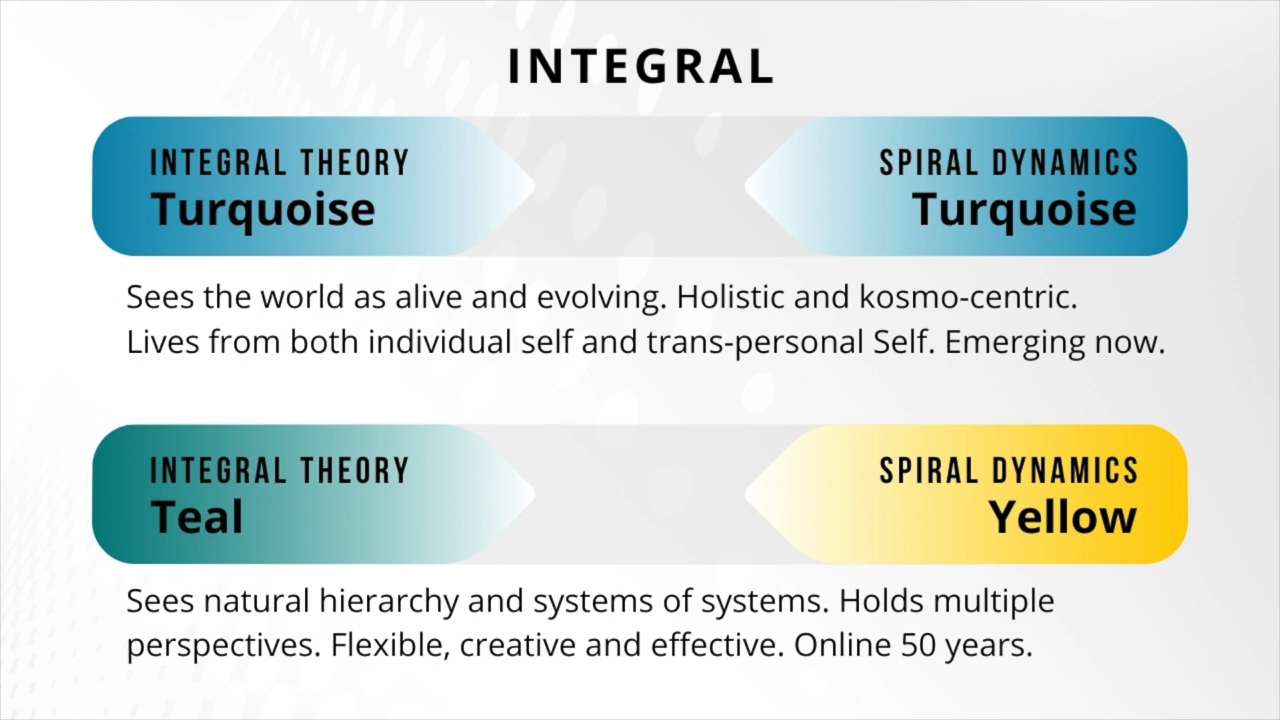 INTEGRAL
INTEGRAL THEORY
Turquoise
SPIRAL DYNAMICS
Turquoise
Sees the world as alive and evolving. Holistic and kosmo-centric.
Lives from both individual self and trans-personal Self. Emerging now.
INTEGRAL THEORY
Teal
SPIRAL DYNAMICS
Yellow
Sees natural hierarchy and systems of systems. Holds multiple
perspectives. Flexible, creative and effective. Online 50 years.